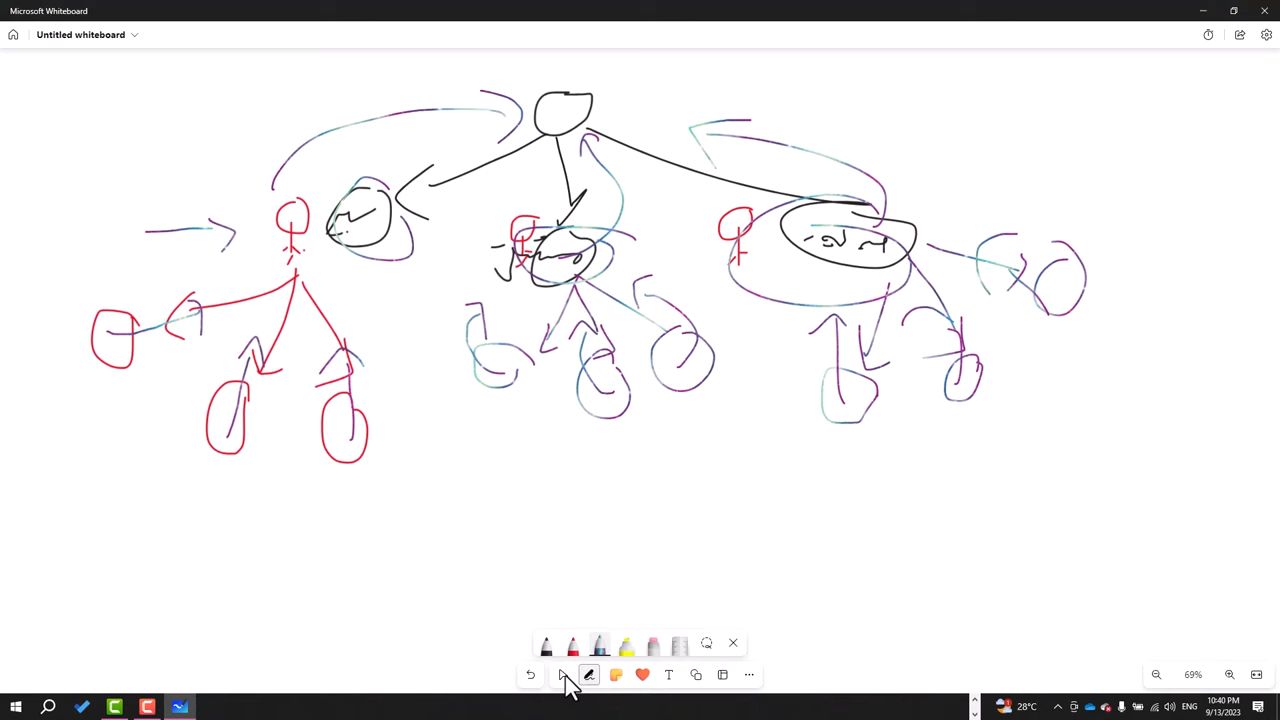 Microsoft Whiteboard
Untitled whiteboard
69%
28°C
ENG
10:40 PM
9/13/2023